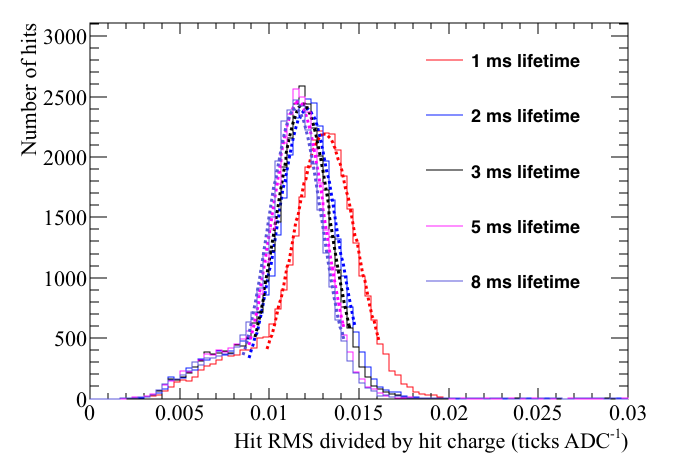 Number of hits
3000
2500
2000
1500
1000
500
0
1 ms lifetime
2 ms lifetime
3 ms lifetime
5 ms lifetime
8 ms lifetime
0 0.005 0.01 0.015 0.02 0.025 0.03
Hit RMS divided by hit charge (ticks ADC⁻¹)